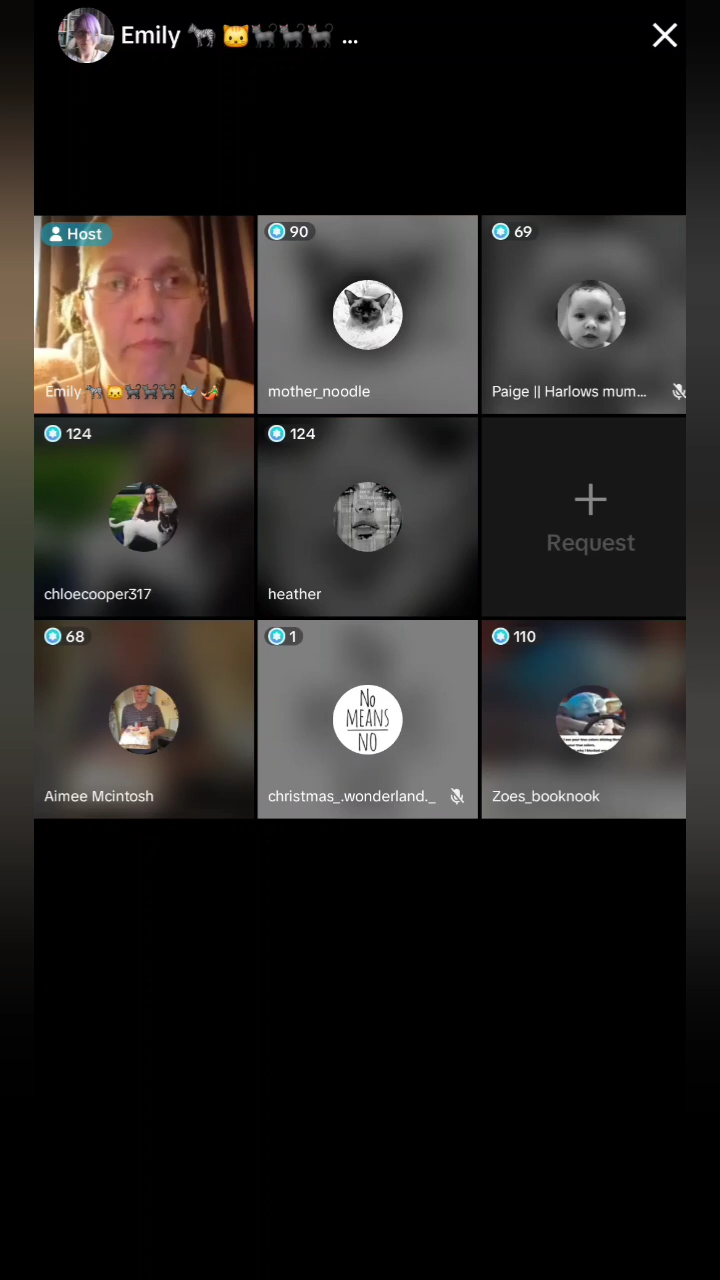 Emily 🦓 🐱🐈‍⬛🐈‍⬛🐈‍⬛ ...
Host
90
69
Emily 🦓🐱🐈‍⬛🐈‍⬛🐈‍⬛
mother_noodle
Paige || Harlows mum...
124
124
Request
chloecooper317
heather
68
1
110
No
MEANS
NO
Aimee Mcintosh
christmas_.wonderland._
Zoes_booknook